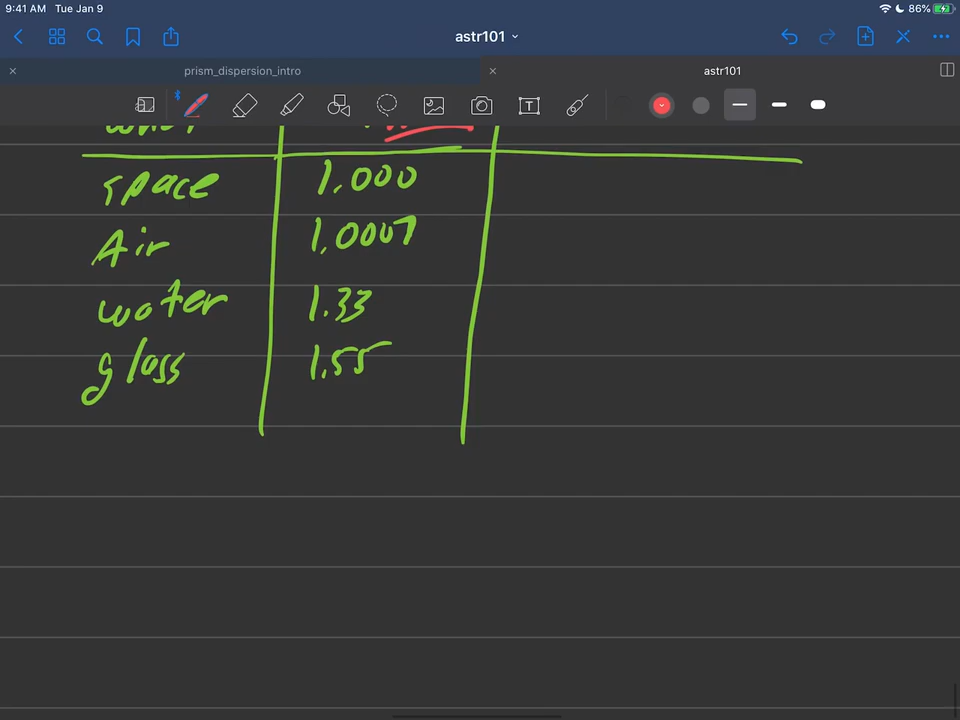 9:41 AM Tue Jan 9 86%
astr101
prism_dispersion_intro astr101
T
space 1.000
Air 1.0007
water 1.33
glass 1.55